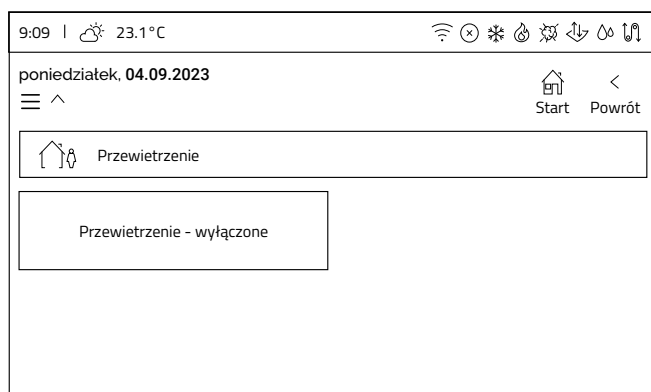 9:09 | 23.1°C
poniedziałek, 04.09.2023
Start Powrót
Przewietrzenie
Przewietrzenie - wyłączone